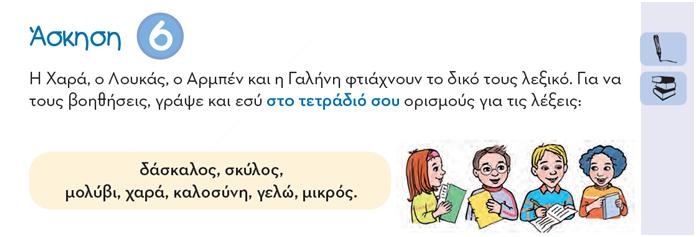 Άσκηση 6
Η Χαρά, ο Λουκάς, ο Αρμπέν και η Γαλήνη φτιάχνουν το δικό τους λεξικό. Για να
τους βοηθήσεις, γράψε και εσύ στο τετράδιό σου ορισμούς για τις λέξεις:
δάσκαλος, σκύλος,
μολύβι, χαρά, καλοσύνη, γελώ, μικρός.